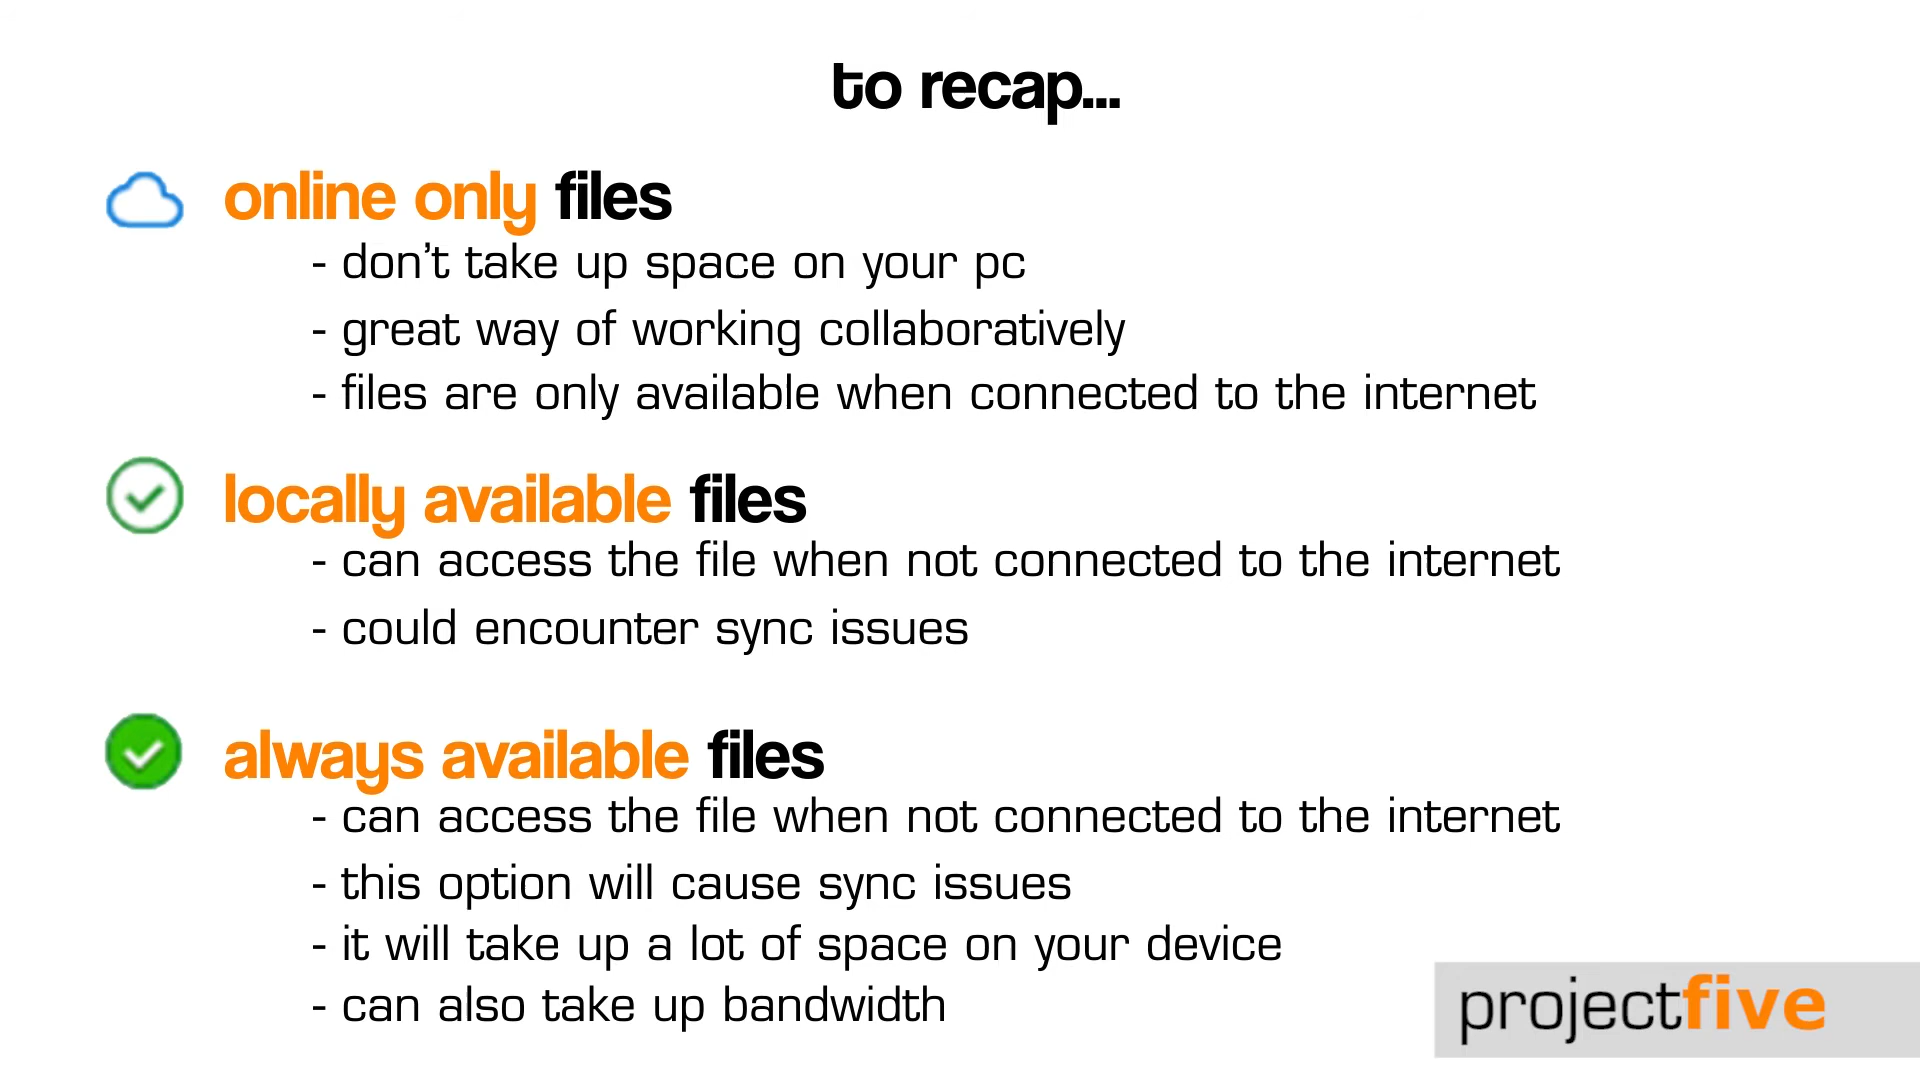 to recap...
online only files
- don't take up space on your pc
- great way of working collaboratively
- files are only available when connected to the internet
locally available files
- can access the file when not connected to the internet
- could encounter sync issues
always available files
- can access the file when not connected to the internet
- this option will cause sync issues
- it will take up a lot of space on your device
- can also take up bandwidth
projectfive